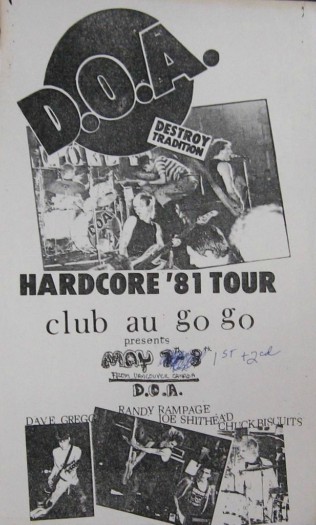 D.O.A.
DESTROY
TRADITION
D.O.A.
HARDCORE '81 TOUR
club au go go
presents
MAY 1st + 2nd
FROM VANCOUVER CANADA
D.O.A.
RANDY RAMPAGE
DAVE GREGG JOE SHITHEAD CHUCK BISCUITS